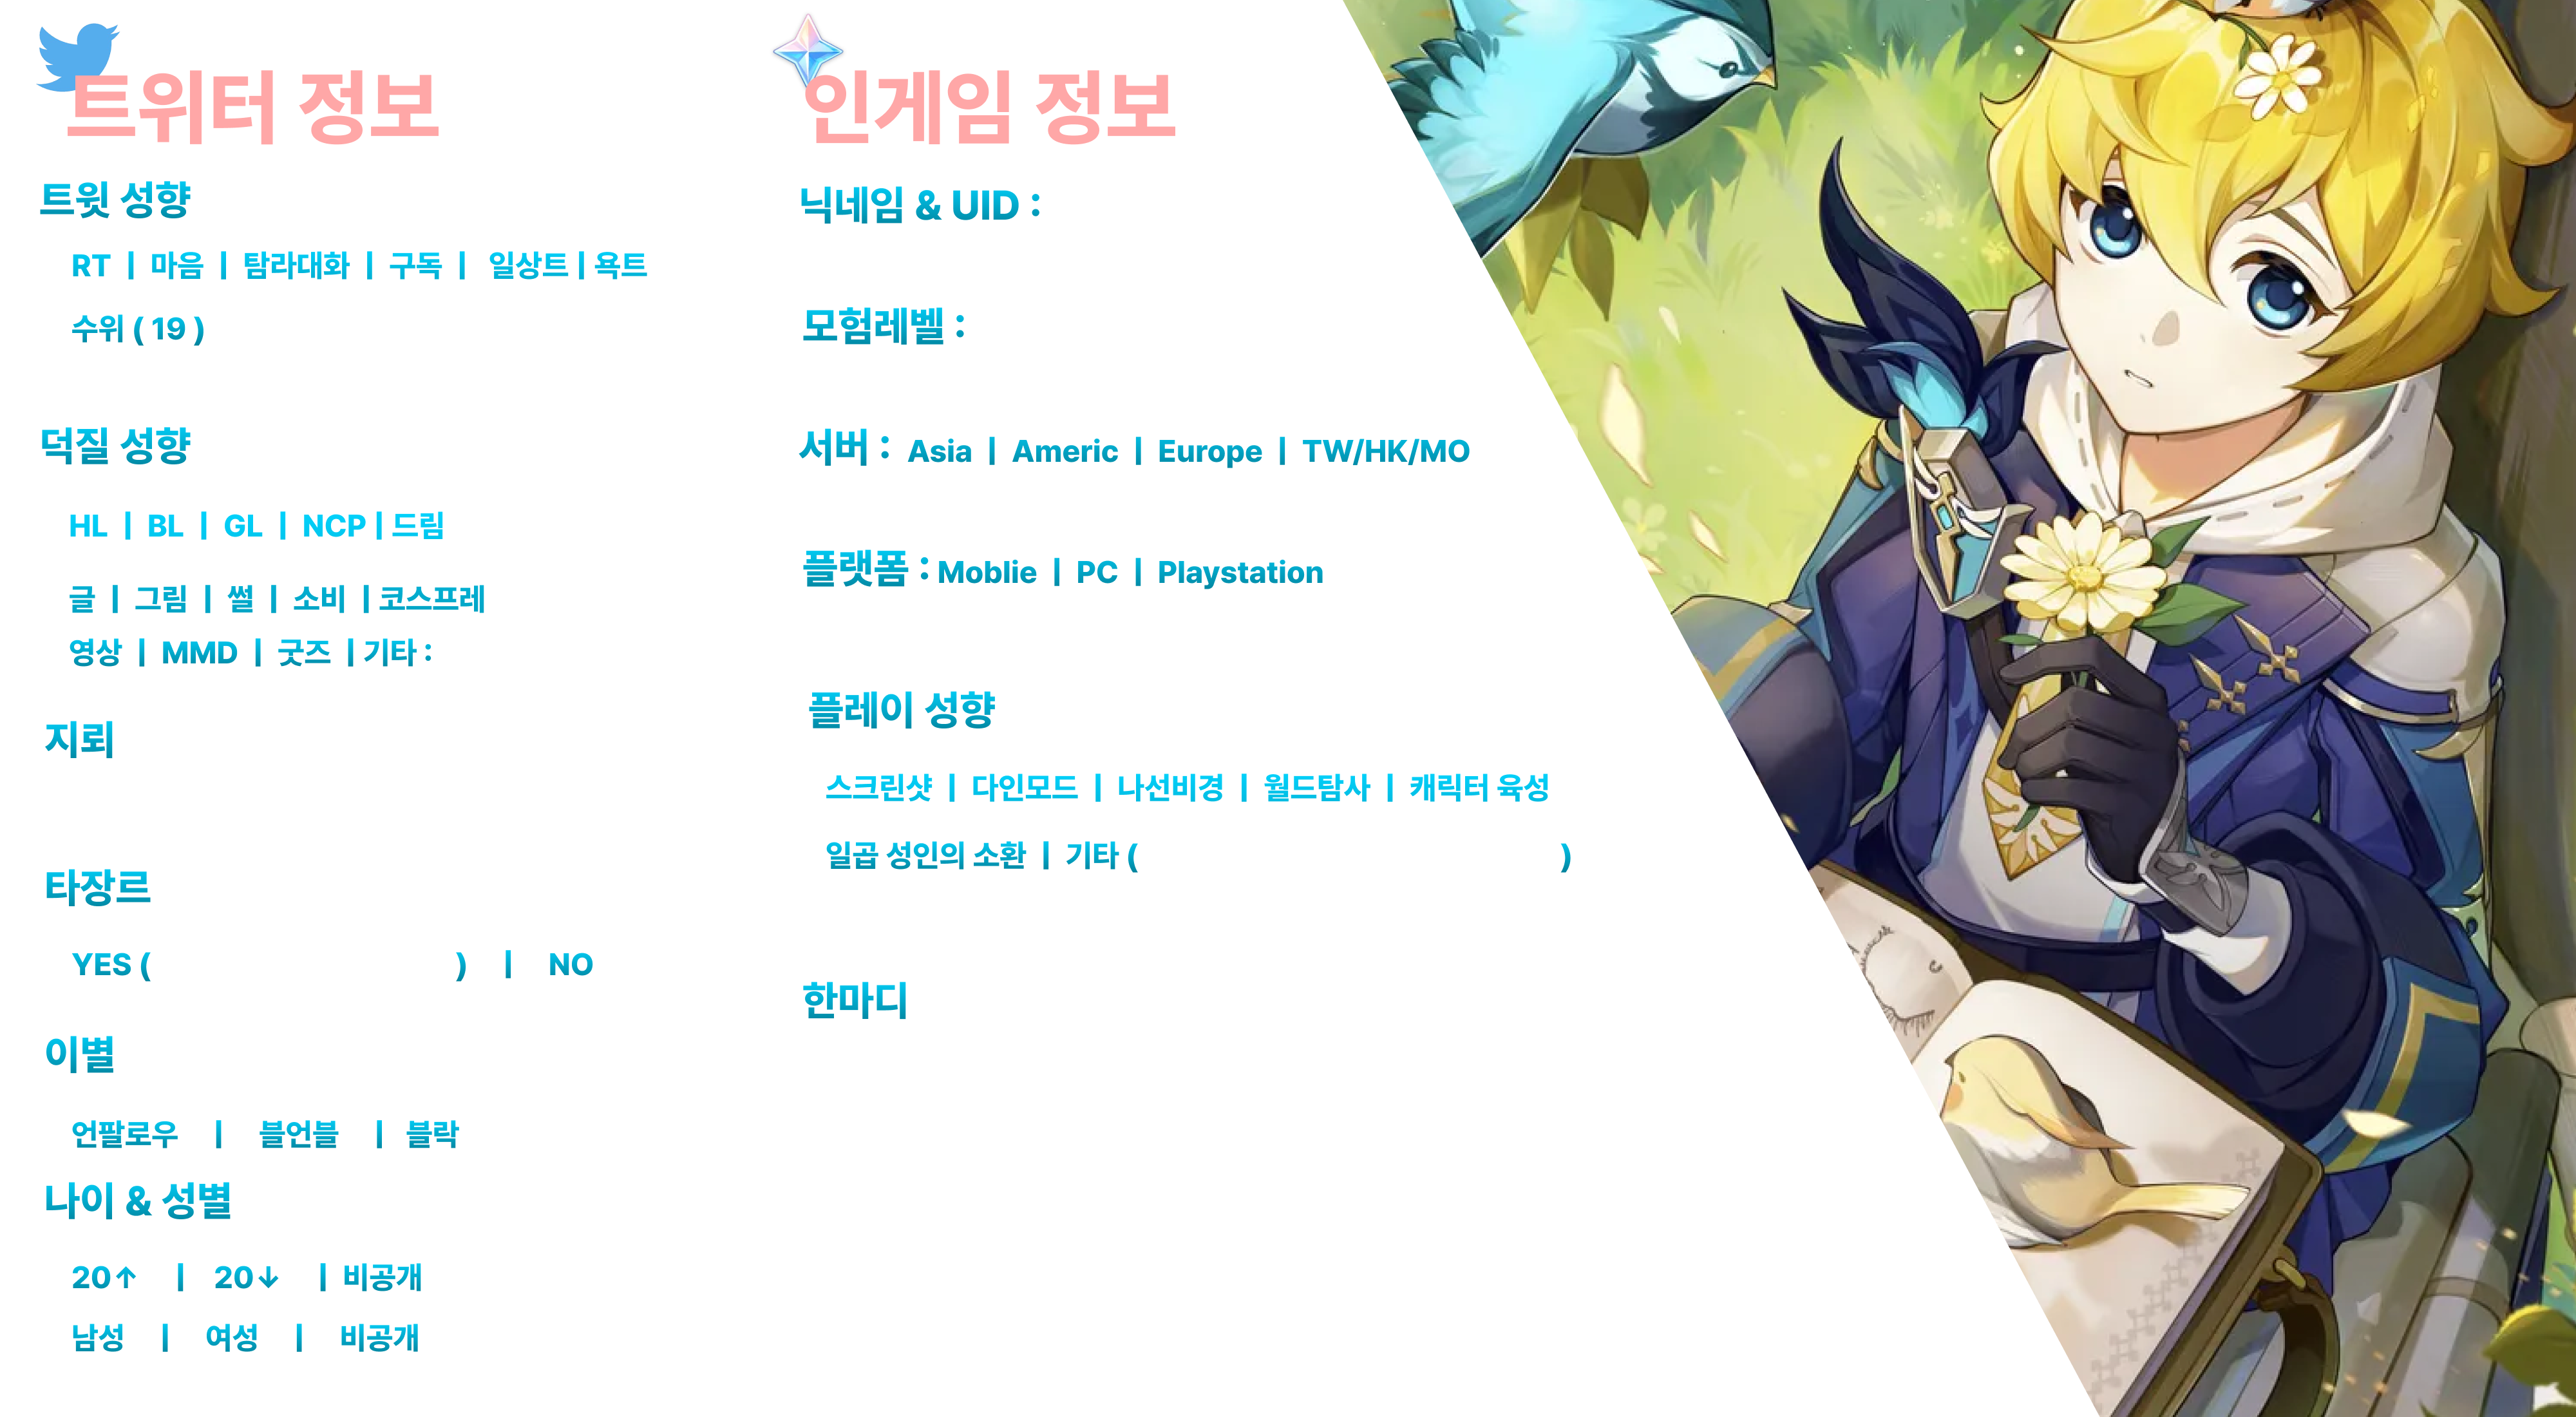 트위터 정보
트윗 성향
RT | 마음 | 탐라대화 | 구독 | 일상트 | 욕트
수위 ( 19 )
덕질 성향
HL | BL | GL | NCP | 드림
글 | 그림 | 썰 | 소비 | 코스프레
영상 | MMD | 굿즈 | 기타 :
지뢰
타장르
YES ( ) | NO
이별
언팔로우 | 블언블 | 블락
나이 & 성별
20↑ | 20↓ | 비공개
남성 | 여성 | 비공개
인게임 정보
닉네임 & UID :
모험레벨 :
서버 : Asia | Americ | Europe | TW/HK/MO
플랫폼 : Moblie | PC | Playstation
플레이 성향
스크린샷 | 다인모드 | 나선비경 | 월드탐사 | 캐릭터 육성
일곱 성인의 소환 | 기타 ( )
한마디